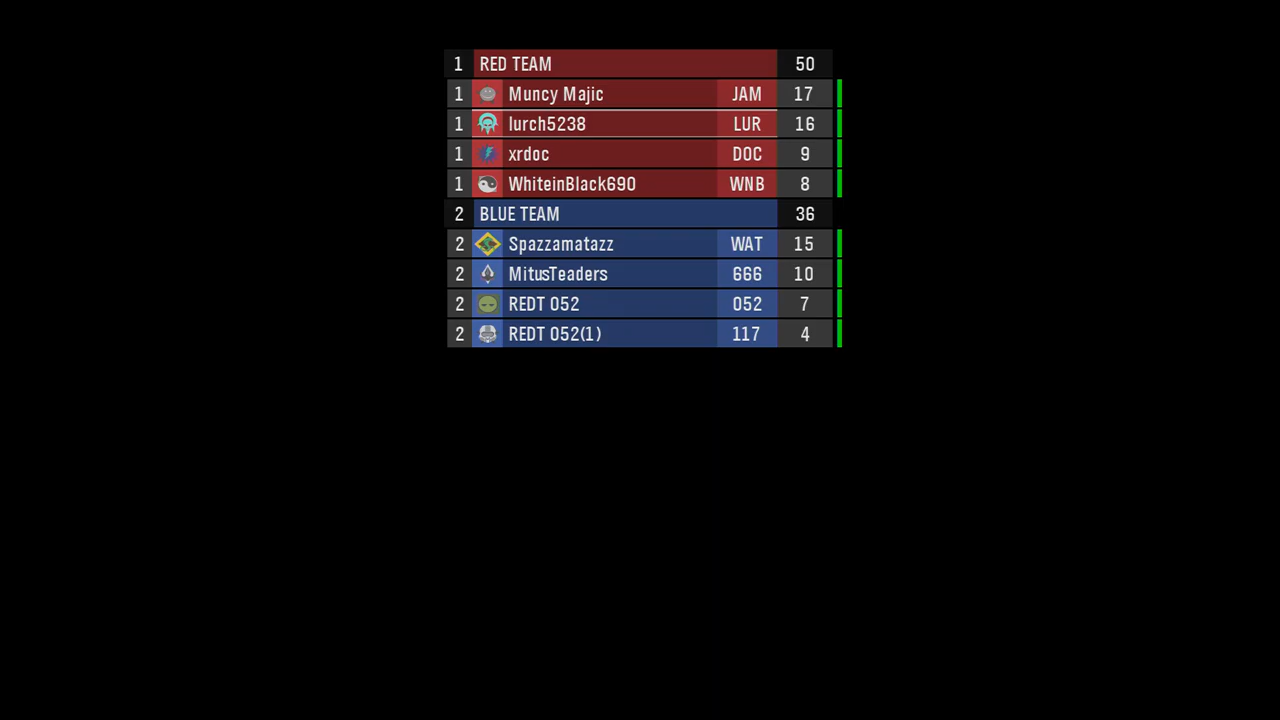 1 RED TEAM 50
1 Muncy Majic JAM 17
1 lurch5238 LUR 16
1 xrdoc DOC 9
1 WhiteinBlack690 WNB 8
2 BLUE TEAM 36
2 Spazzamatazz WAT 15
2 MitusTeaders 666 10
2 REDT 052 052 7
2 REDT 052(1) 117 4